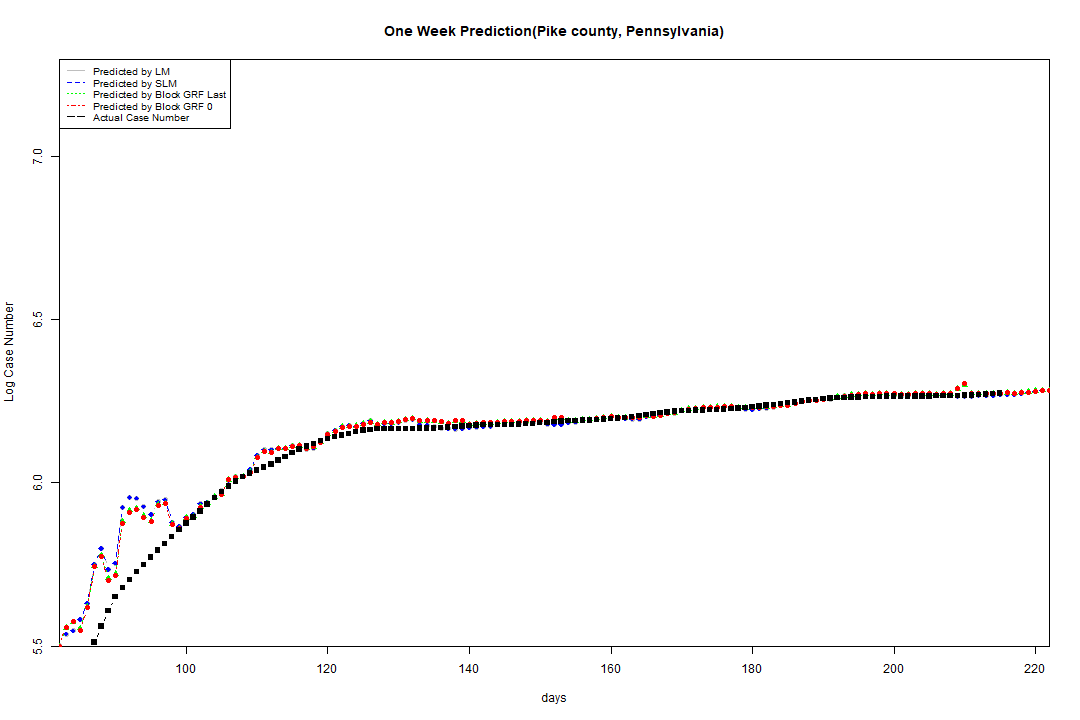 One Week Prediction(Pike county, Pennsylvania)
Predicted by LM
Predicted by SLM
Predicted by Block GRF Last
Predicted by Block GRF 0
Actual Case Number
Log Case Number
7.0
6.5
6.0
5.5
100 120 140 160 180 200 220
days